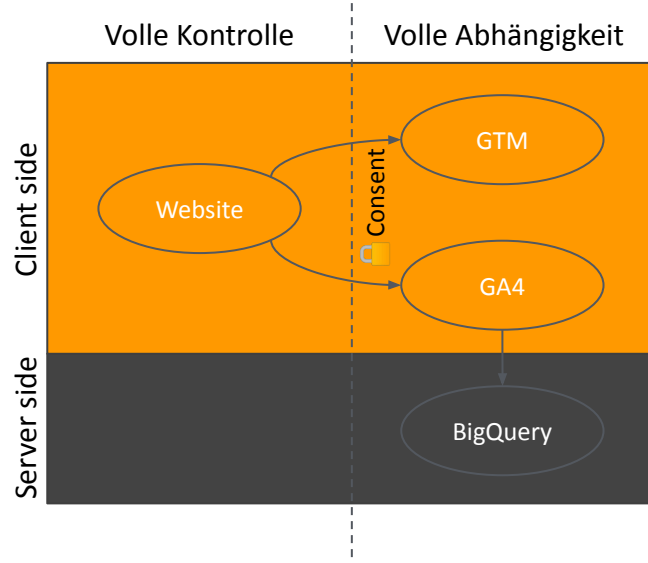 Volle Kontrolle
Volle Abhängigkeit
Client side
Website
Consent
GTM
GA4
Server side
BigQuery